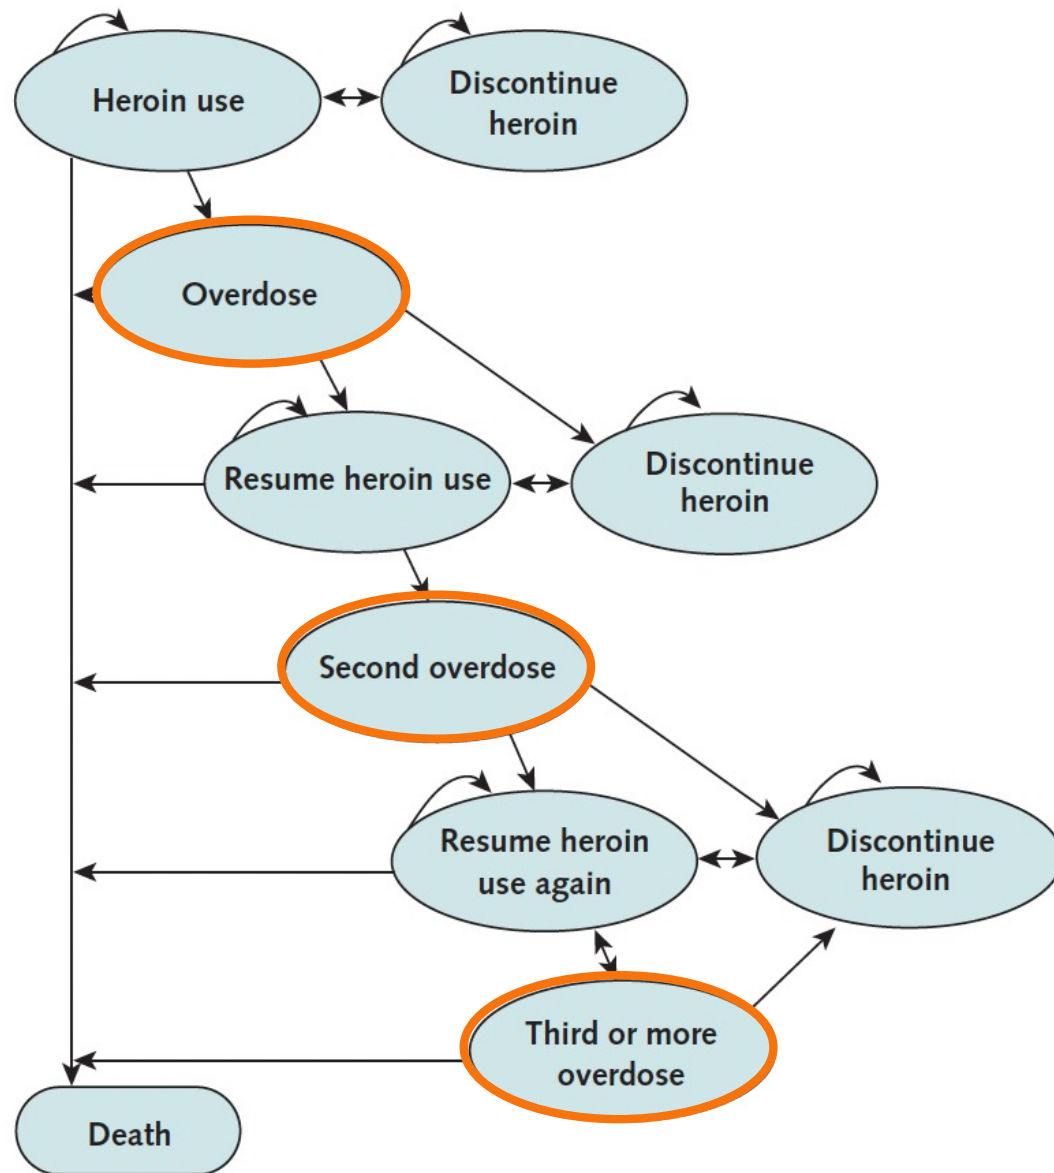 Heroin use
Discontinue
heroin
Overdose
Resume heroin use
Discontinue
heroin
Second overdose
Resume heroin
use again
Discontinue
heroin
Third or more
overdose
Death